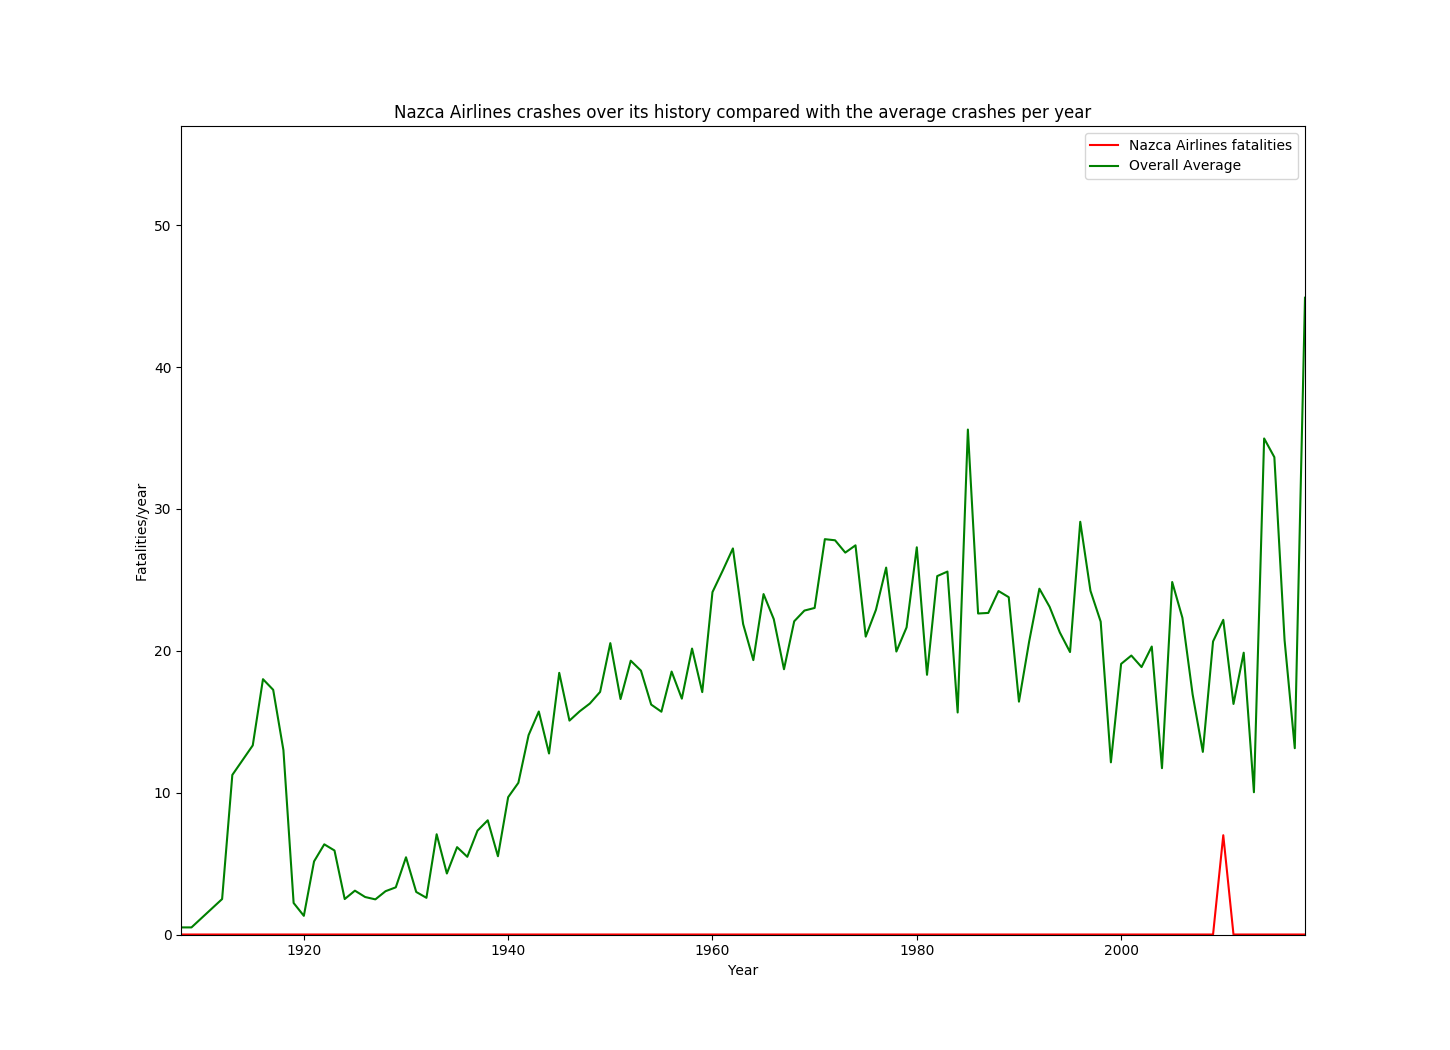 Nazca Airlines crashes over its history compared with the average crashes per year
Nazca Airlines fatalities
Overall Average
50
40
30
20
10
0
Fatalities/year
1920 1940 1960 1980 2000
Year